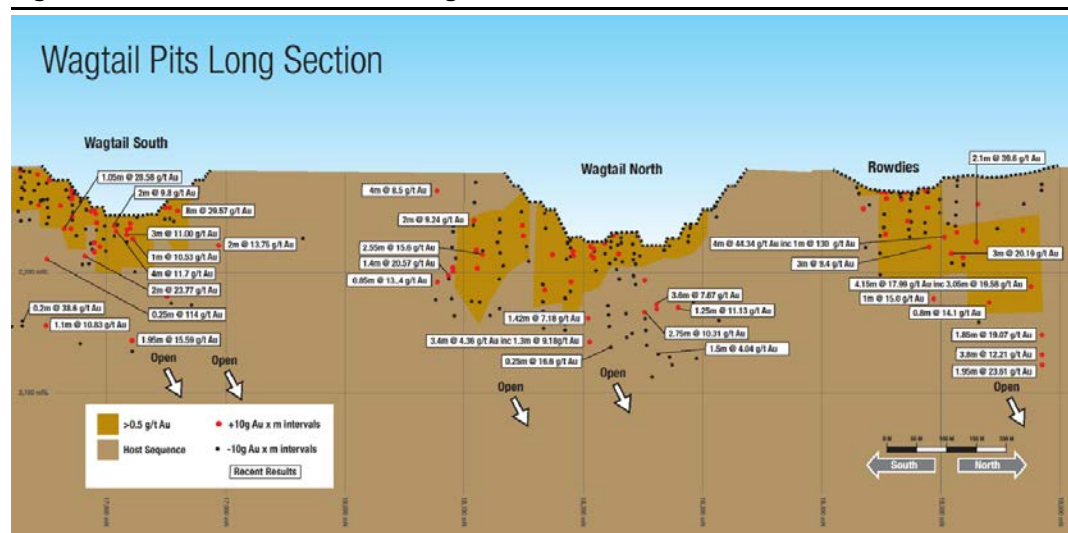 Wagtail Pits Long Section
Wagtail South
Wagtail North
Rowdies
1.05m @ 28.58 g/t Au
2m @ 9.8 g/t Au
8m @ 29.57 g/t Au
3m @ 11.00 g/t Au
2m @ 13.75 g/t Au
1m @ 10.53 g/t Au
4m @ 11.7 g/t Au
2m @ 23.77 g/t Au
0.25m @ 114 g/t Au
0.2m @ 38.6 g/t Au
1.1m @ 10.83 g/t Au
1.95m @ 15.59 g/t Au
Open
Open
4m @ 8.5 g/t Au
2m @ 9.24 g/t Au
2.55m @ 15.6 g/t Au
1.4m @ 20.57 g/t Au
0.85m @ 13..4 g/t Au
1.42m @ 7.18 g/t Au
3.4m @ 4.36 g/t Au inc 1.3m @ 9.18g/t Au
0.25m @ 16.6 g/t Au
3.6m @ 7.87 g/t Au
1.25m @ 11.13 g/t Au
2.75m @ 10.31 g/t Au
1.5m @ 4.04 g/t Au
Open
Open
2.1m @ 39.6 g/t Au
4m @ 44.34 g/t Au inc 1m @ 130 g/t Au
3m @ 9.4 g/t Au
3m @ 20.19 g/t Au
4.15m @ 17.99 g/t Au inc 3.05m @ 19.58 g/t Au
1m @ 15.0 g/t Au
0.8m @ 14.1 g/t Au
1.85m @ 19.07 g/t Au
3.8m @ 12.21 g/t Au
1.95m @ 23.61 g/t Au
Open
>0.5 g/t Au
Host Sequence
+10g Au x m intervals
-10g Au x m intervals
Recent Results
South
North